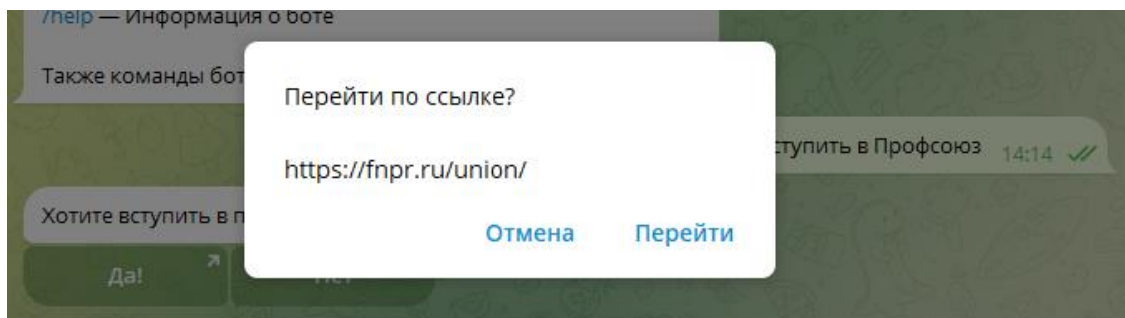 /help — Информация о боте
Также команды бот
Перейти по ссылке?
https://fnpr.ru/union/
Отмена Перейти
ступить в Профсоюз 14:14
Хотите вступить в п
Да! Нет